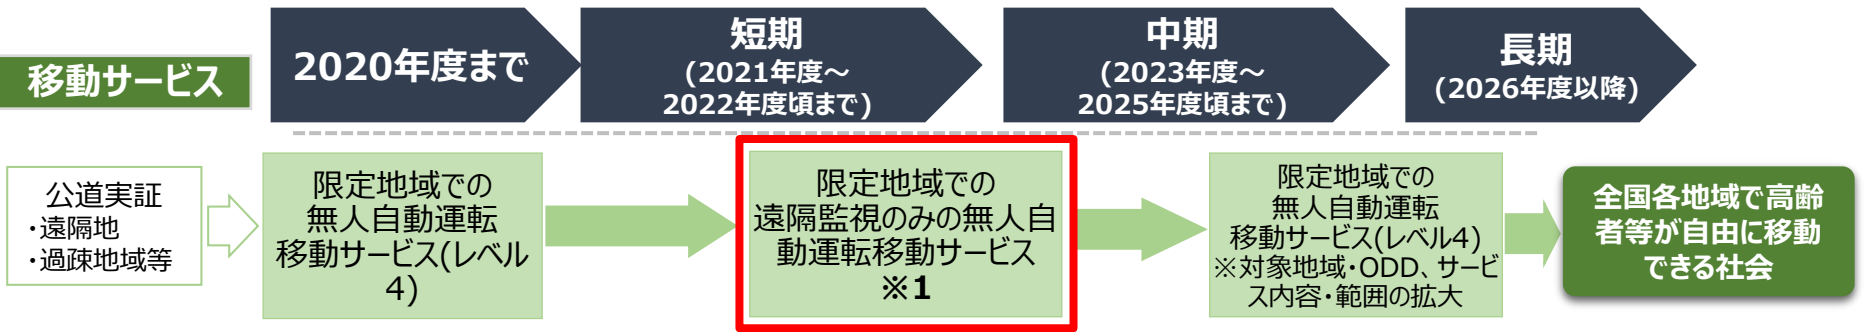 移動サービス
2020年度まで
短期
(2021年度～
2022年度頃まで)
中期
(2023年度～
2025年度頃まで)
長期
(2026年度以降)
公道実証
・遠隔地
・過疎地域等
限定地域での
無人自動運転
移動サービス(レベル
4)
限定地域での
遠隔監視のみの無人自
動運転移動サービス
※1
限定地域での
無人自動運転
移動サービス(レベル4)
※対象地域・ODD、サービ
ス内容・範囲の拡大
全国各地域で高齢
者等が自由に移動
できる社会